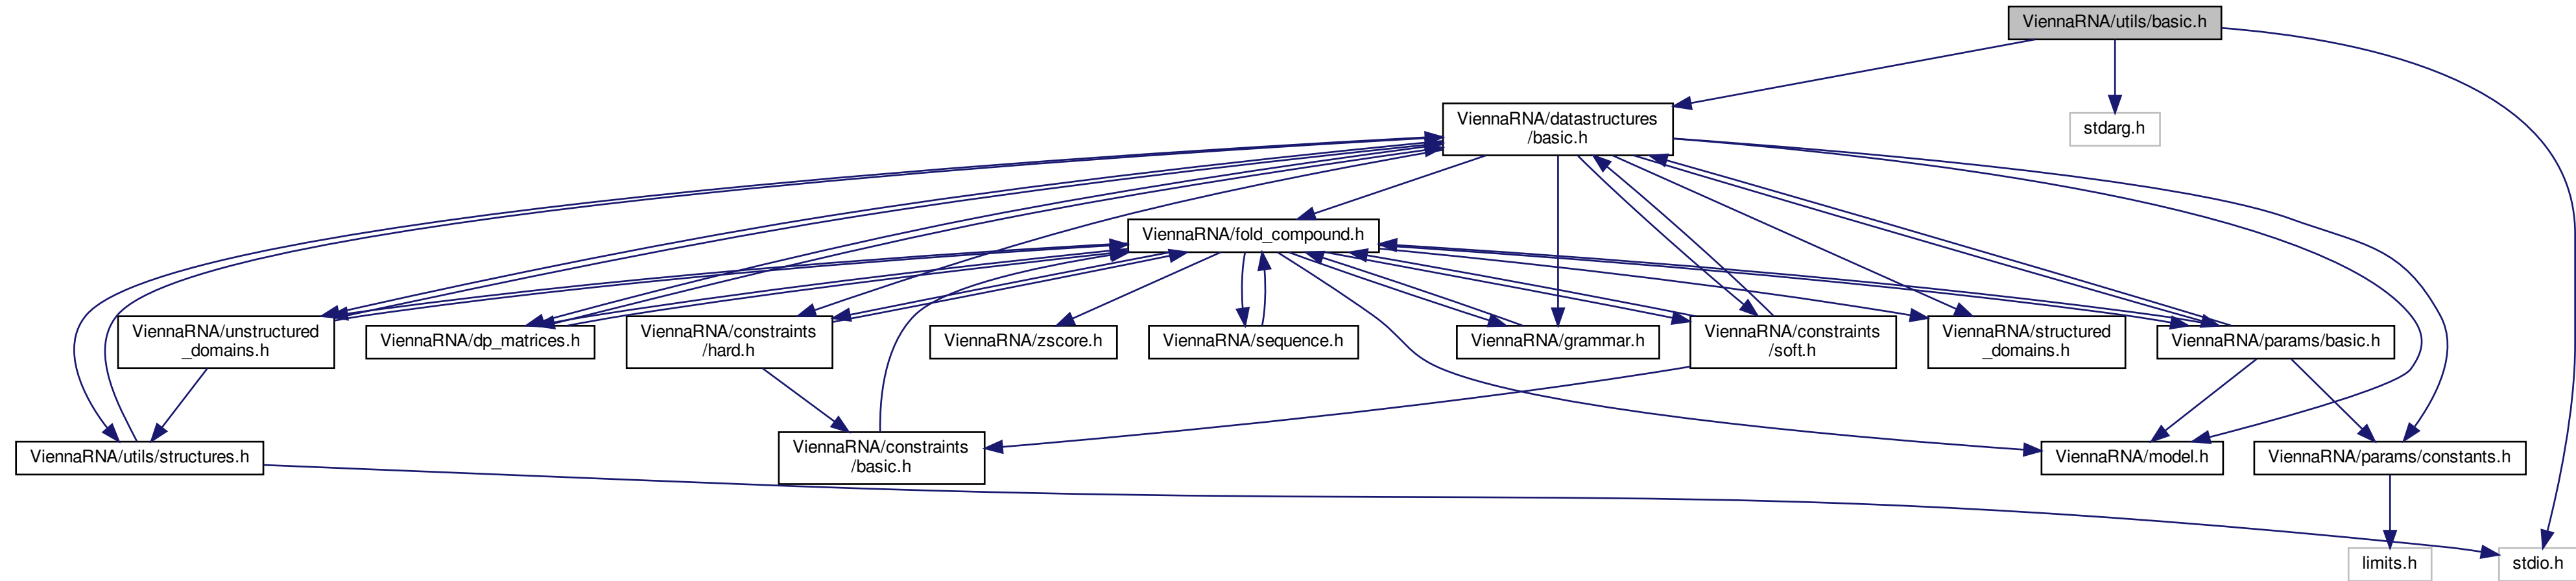 ViennaRNA/utils/basic.h
ViennaRNA/datastructures
/basic.h
stdarg.h
ViennaRNA/fold_compound.h
ViennaRNA/unstructured
_domains.h
ViennaRNA/dp_matrices.h
ViennaRNA/constraints
/hard.h
ViennaRNA/zscore.h
ViennaRNA/sequence.h
ViennaRNA/grammar.h
ViennaRNA/constraints
/soft.h
ViennaRNA/structured
_domains.h
ViennaRNA/params/basic.h
ViennaRNA/utils/structures.h
ViennaRNA/constraints
/basic.h
ViennaRNA/model.h
ViennaRNA/params/constants.h
limits.h
stdio.h